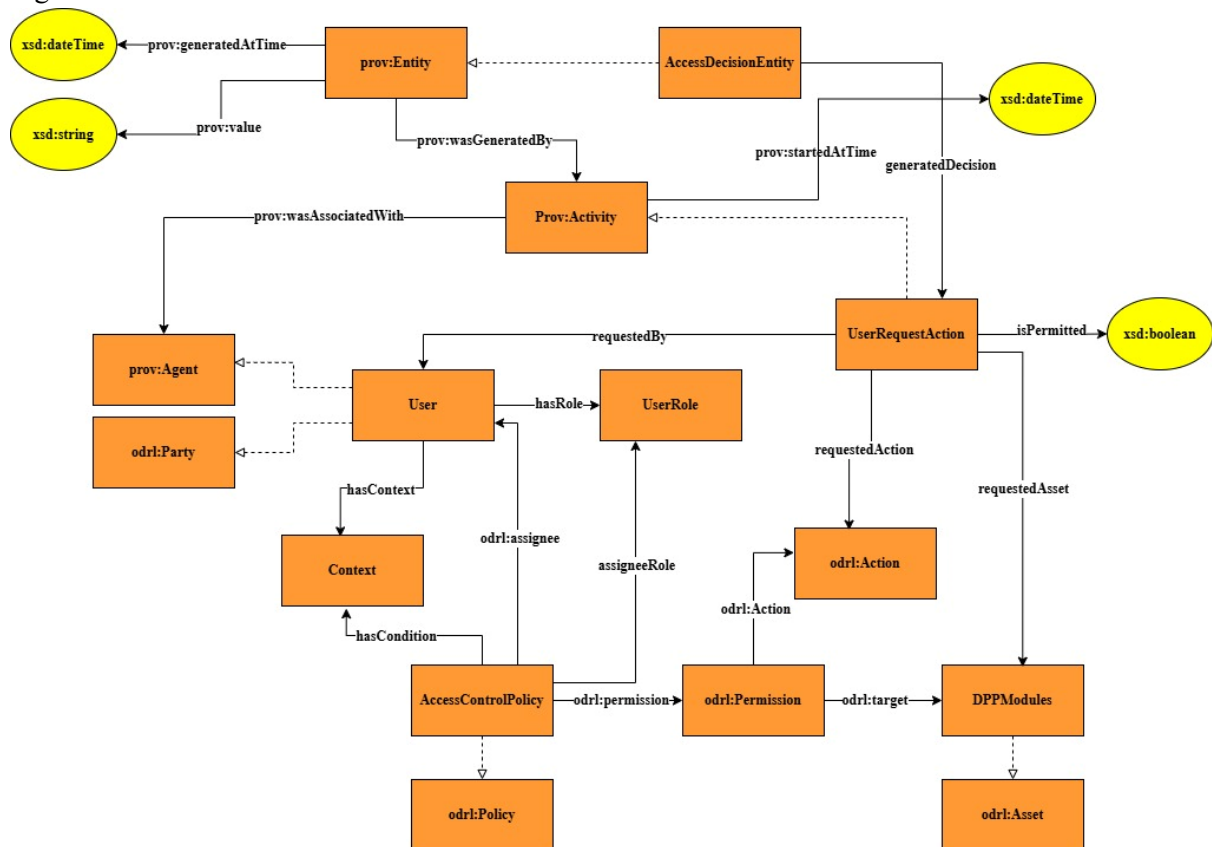 xsd:dateTime
prov:generatedAtTime
prov:Entity
AccessDecisionEntity
xsd:dateTime
xsd:string
prov:value
prov:wasGeneratedBy
prov:startedAtTime
generatedDecision
prov:wasAssociatedWith
Prov:Activity
UserRequestAction
isPermitted
xsd:boolean
requestedBy
prov:Agent
User
hasRole
UserRole
odrl:Party
requestedAction
hasContext
requestedAsset
odrl:assignee
assigneeRole
Context
odrl:Action
odrl:Action
hasCondition
AccessControlPolicy
odrl:permission
odrl:Permission
odrl:target
DPPModules
odrl:Policy
odrl:Asset